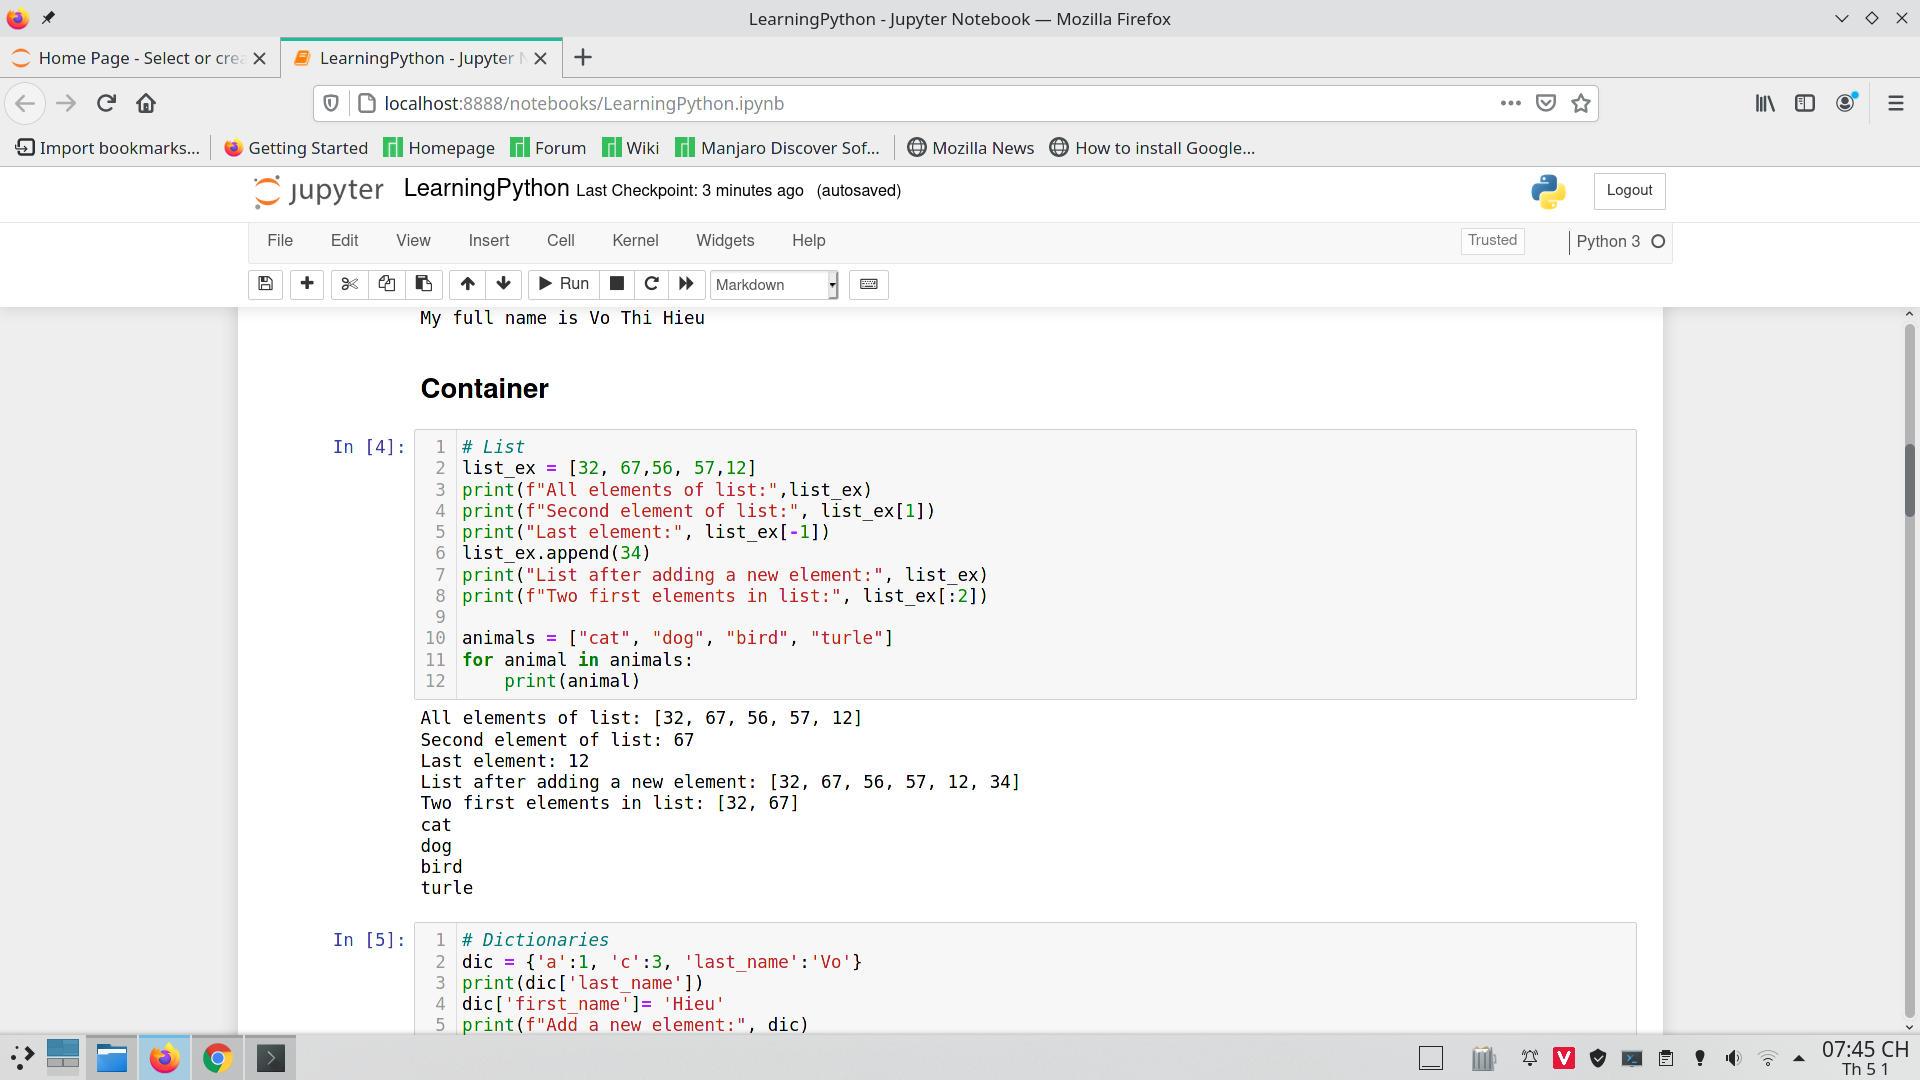 LearningPython - Jupyter Notebook — Mozilla Firefox
Home Page - Select or crea
LearningPython - Jupyter N
localhost:8888/notebooks/LearningPython.ipynb
Import bookmarks... Getting Started Homepage Forum Wiki Manjaro Discover Sof... Mozilla News How to install Google...
jupyter LearningPython Last Checkpoint: 3 minutes ago (autosaved) Logout
File Edit View Insert Cell Kernel Widgets Help Trusted Python 3
Run Markdown
My full name is Vo Thi Hieu
Container
In [4]:
1 # List
2 list_ex = [32, 67,56, 57,12]
3 print(f"All elements of list:",list_ex)
4 print(f"Second element of list:", list_ex[1])
5 print("Last element:", list_ex[-1])
6 list_ex.append(34)
7 print("List after adding a new element:", list_ex)
8 print(f"Two first elements in list:", list_ex[:2])
9
10 animals = ["cat", "dog", "bird", "turle"]
11 for animal in animals:
12     print(animal)
All elements of list: [32, 67, 56, 57, 12]
Second element of list: 67
Last element: 12
List after adding a new element: [32, 67, 56, 57, 12, 34]
Two first elements in list: [32, 67]
cat
dog
bird
turle
In [5]:
1 # Dictionaries
2 dic = {'a':1, 'c':3, 'last_name':'Vo'}
3 print(dic['last_name'])
4 dic['first_name']= 'Hieu'
5 print(f"Add a new element:", dic)
07:45 CH
Th 5 1